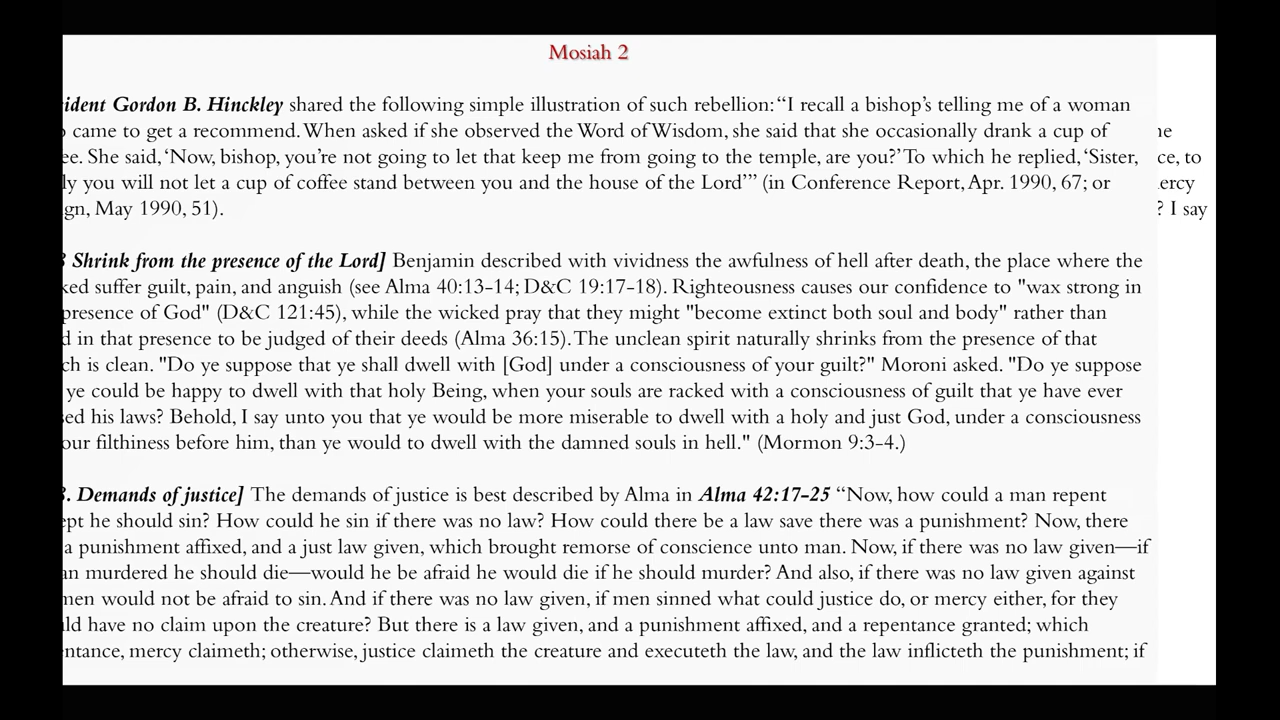 Mosiah 2
ident Gordon B. Hinckley shared the following simple illustration of such rebellion: “I recall a bishop’s telling me of a woman
came to get a recommend. When asked if she observed the Word of Wisdom, she said that she occasionally drank a cup of
ee. She said, ‘Now, bishop, you’re not going to let that keep me from going to the temple, are you?’ To which he replied, ‘Sister,
ly you will not let a cup of coffee stand between you and the house of the Lord’” (in Conference Report, Apr. 1990, 67; or
gn, May 1990, 51).
Shrink from the presence of the Lord] Benjamin described with vividness the awfulness of hell after death, the place where the
ked suffer guilt, pain, and anguish (see Alma 40:13-14; D&C 19:17-18). Righteousness causes our confidence to "wax strong in
presence of God" (D&C 121:45), while the wicked pray that they might "become extinct both soul and body" rather than
d in that presence to be judged of their deeds (Alma 36:15). The unclean spirit naturally shrinks from the presence of that
ch is clean. "Do ye suppose that ye shall dwell with [God] under a consciousness of your guilt?" Moroni asked. "Do ye suppose
ye could be happy to dwell with that holy Being, when your souls are racked with a consciousness of guilt that ye have ever
sed his laws? Behold, I say unto you that ye would be more miserable to dwell with a holy and just God, under a consciousness
our filthiness before him, than ye would to dwell with the damned souls in hell." (Mormon 9:3-4.)
. Demands of justice] The demands of justice is best described by Alma in Alma 42:17-25 “Now, how could a man repent
ept he should sin? How could he sin if there was no law? How could there be a law save there was a punishment? Now, there
a punishment affixed, and a just law given, which brought remorse of conscience unto man. Now, if there was no law given—if
an murdered he should die—would he be afraid he would die if he should murder? And also, if there was no law given against
men would not be afraid to sin. And if there was no law given, if men sinned what could justice do, or mercy either, for they
ld have no claim upon the creature? But there is a law given, and a punishment affixed, and a repentance granted; which
entance, mercy claimeth; otherwise, justice claimeth the creature and executeth the law, and the law inflicteth the punishment; if
he
ce, to
ercy
? I say